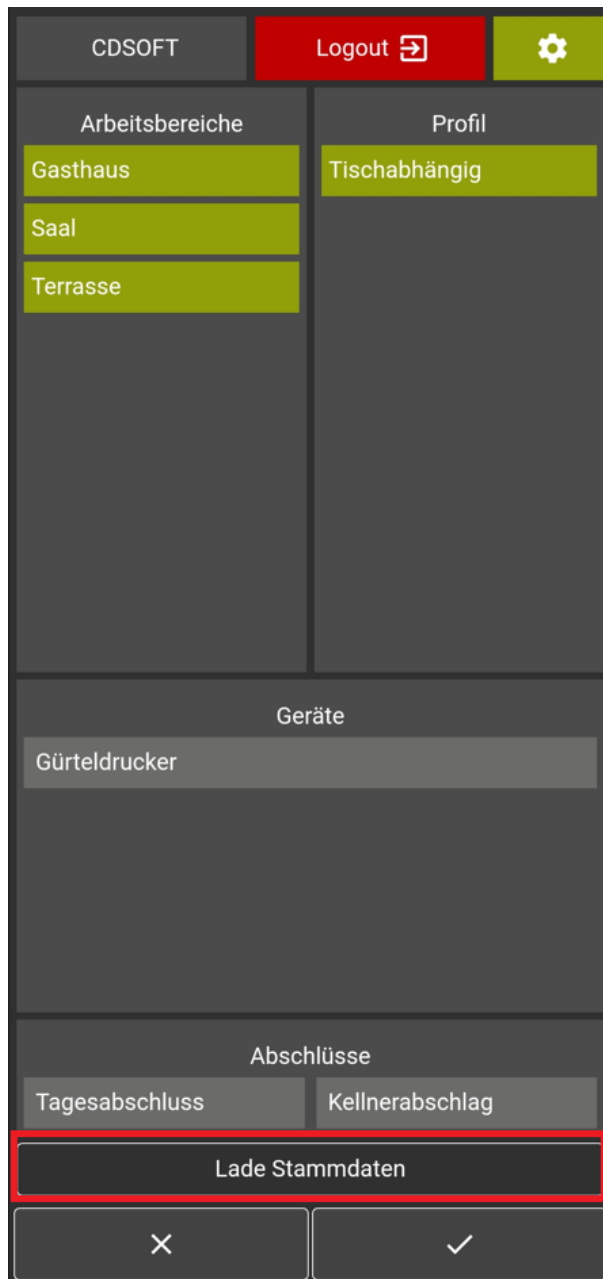 CDSOFT
Logout
Arbeitsbereiche
Gasthaus
Saal
Terrasse
Profil
Tischabhängig
Geräte
Gürteldrucker
Abschlüsse
Tagesabschluss
Kellnerabschlag
Lade Stammdaten